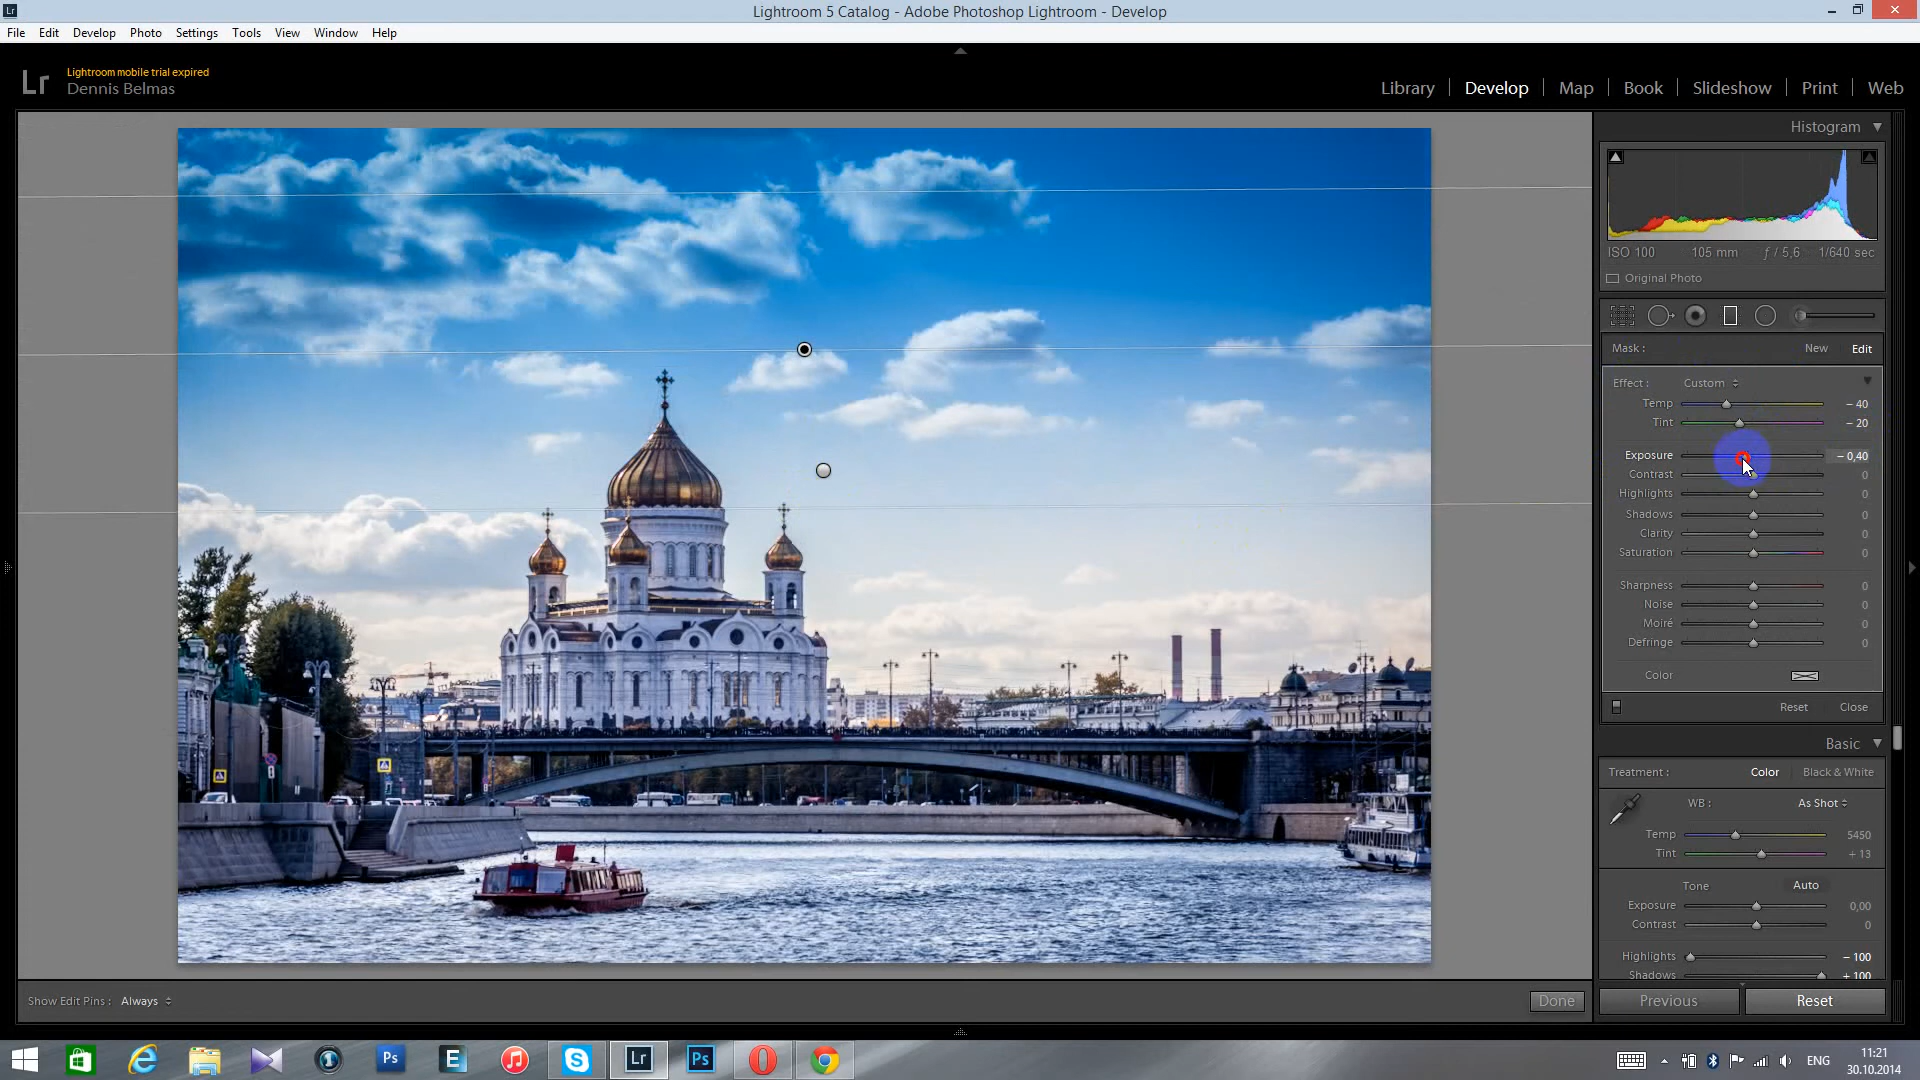 Lr
Lightroom 5 Catalog - Adobe Photoshop Lightroom - Develop
File Edit Develop Photo Settings Tools View Window Help
Lr
Lightroom mobile trial expired
Dennis Belmas
Library Develop Map Book Slideshow Print Web
Histogram
ISO 100 105 mm ƒ / 5,6 1/640 sec
Original Photo
Mask : New Edit
Effect : Custom
Temp − 40
Tint − 20
Exposure − 0,40
Contrast 0
Highlights 0
Shadows 0
Clarity 0
Saturation 0
Sharpness 0
Noise 0
Moiré 0
Defringe 0
Color
Reset Close
Basic
Treatment : Color Black & White
WB : As Shot
Temp 5450
Tint + 13
Tone Auto
Exposure 0,00
Contrast 0
Highlights − 100
Shadows + 100
Show Edit Pins : Always
Done
Previous Reset
Ps E S Lr Ps
ENG
11:21
30.10.2014